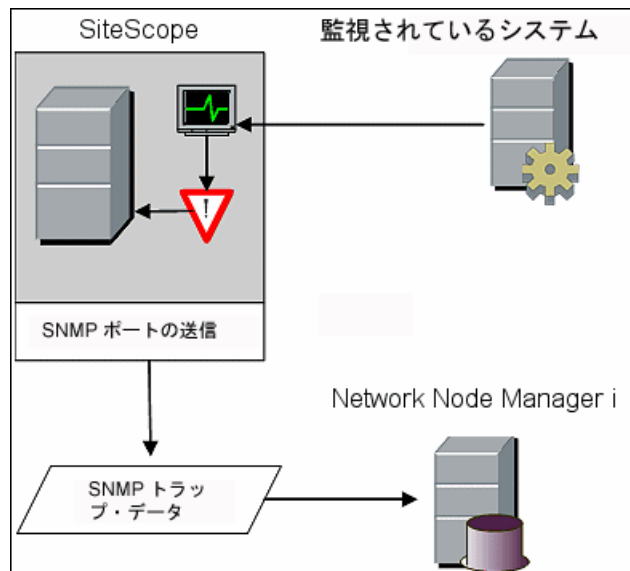 SiteScope
監視されているシステム
!
SNMP ポートの送信
Network Node Manager i
SNMP トラッ
プ・データ